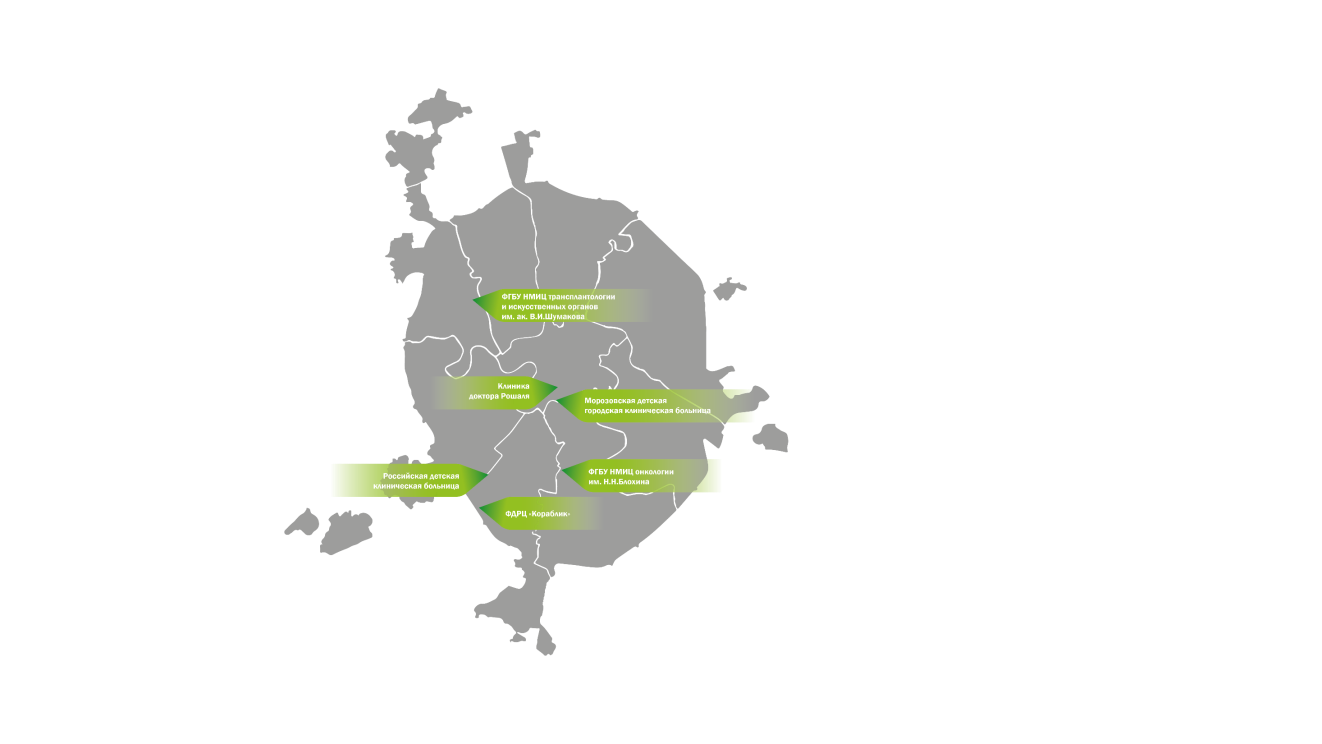 ФГБУ НМИЦ трансплантологии
и искусственных органов
им. ак. В.И.Шумакова
Клиника
доктора Рошаля
Морозовская детская
городская клиническая больница
Российская детская
клиническая больница
ФГБУ НМИЦ онкологии
им. Н.Н.Блохина
ФДРЦ «Кораблик»